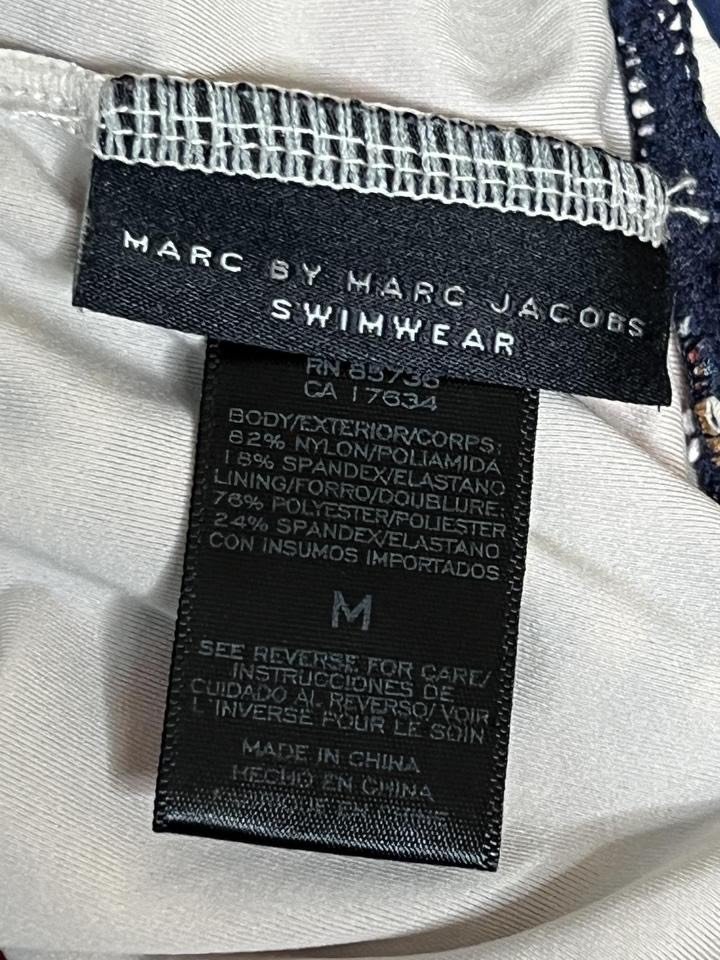 MARC BY MARC JACOBS
SWIMWEAR
RN 85736
CA 17634
BODY/EXTERIOR/CORPS:
82% NYLON/POLIAMIDA
18% SPANDEX/ELASTANO
LINING/FORRO/DOUBLURE:
76% POLYESTER/POLIESTER
24% SPANDEX/ELASTANO
CON INSUMOS IMPORTADOS
M
SEE REVERSE FOR CARE/
INSTRUCCIONES DE
CUIDADO AL REVERSO/ VOIR
L'INVERSE POUR LE SOIN
MADE IN CHINA
HECHO EN CHINA
EN CHINE